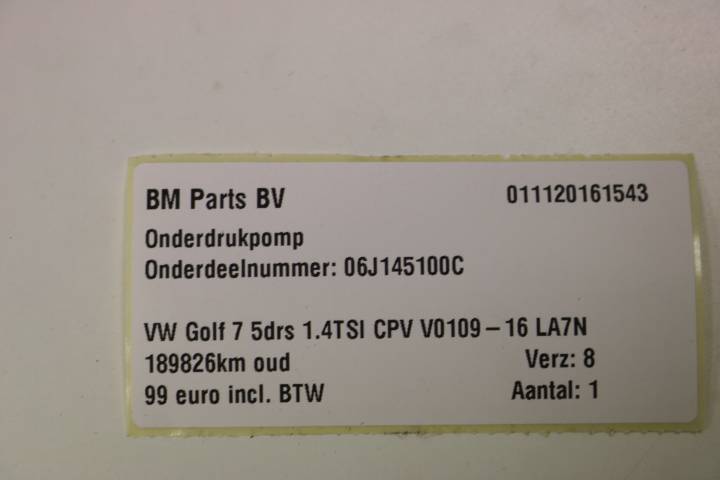 BM Parts BV 011120161543
Onderdrukpomp
Onderdeelnummer: 06J145100C
VW Golf 7 5drs 1.4TSI CPV V0109-16 LA7N
189826km oud Verz: 8
99 euro incl. BTW Aantal: 1